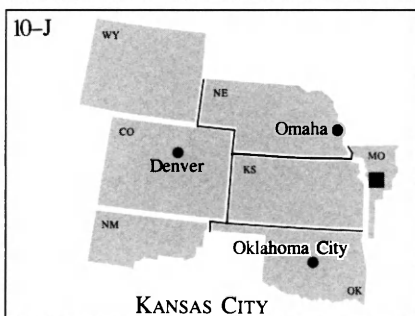 10–J
WY
NE
Omaha
CO
MO
Denver
KS
NM
Oklahoma City
OK
KANSAS CITY